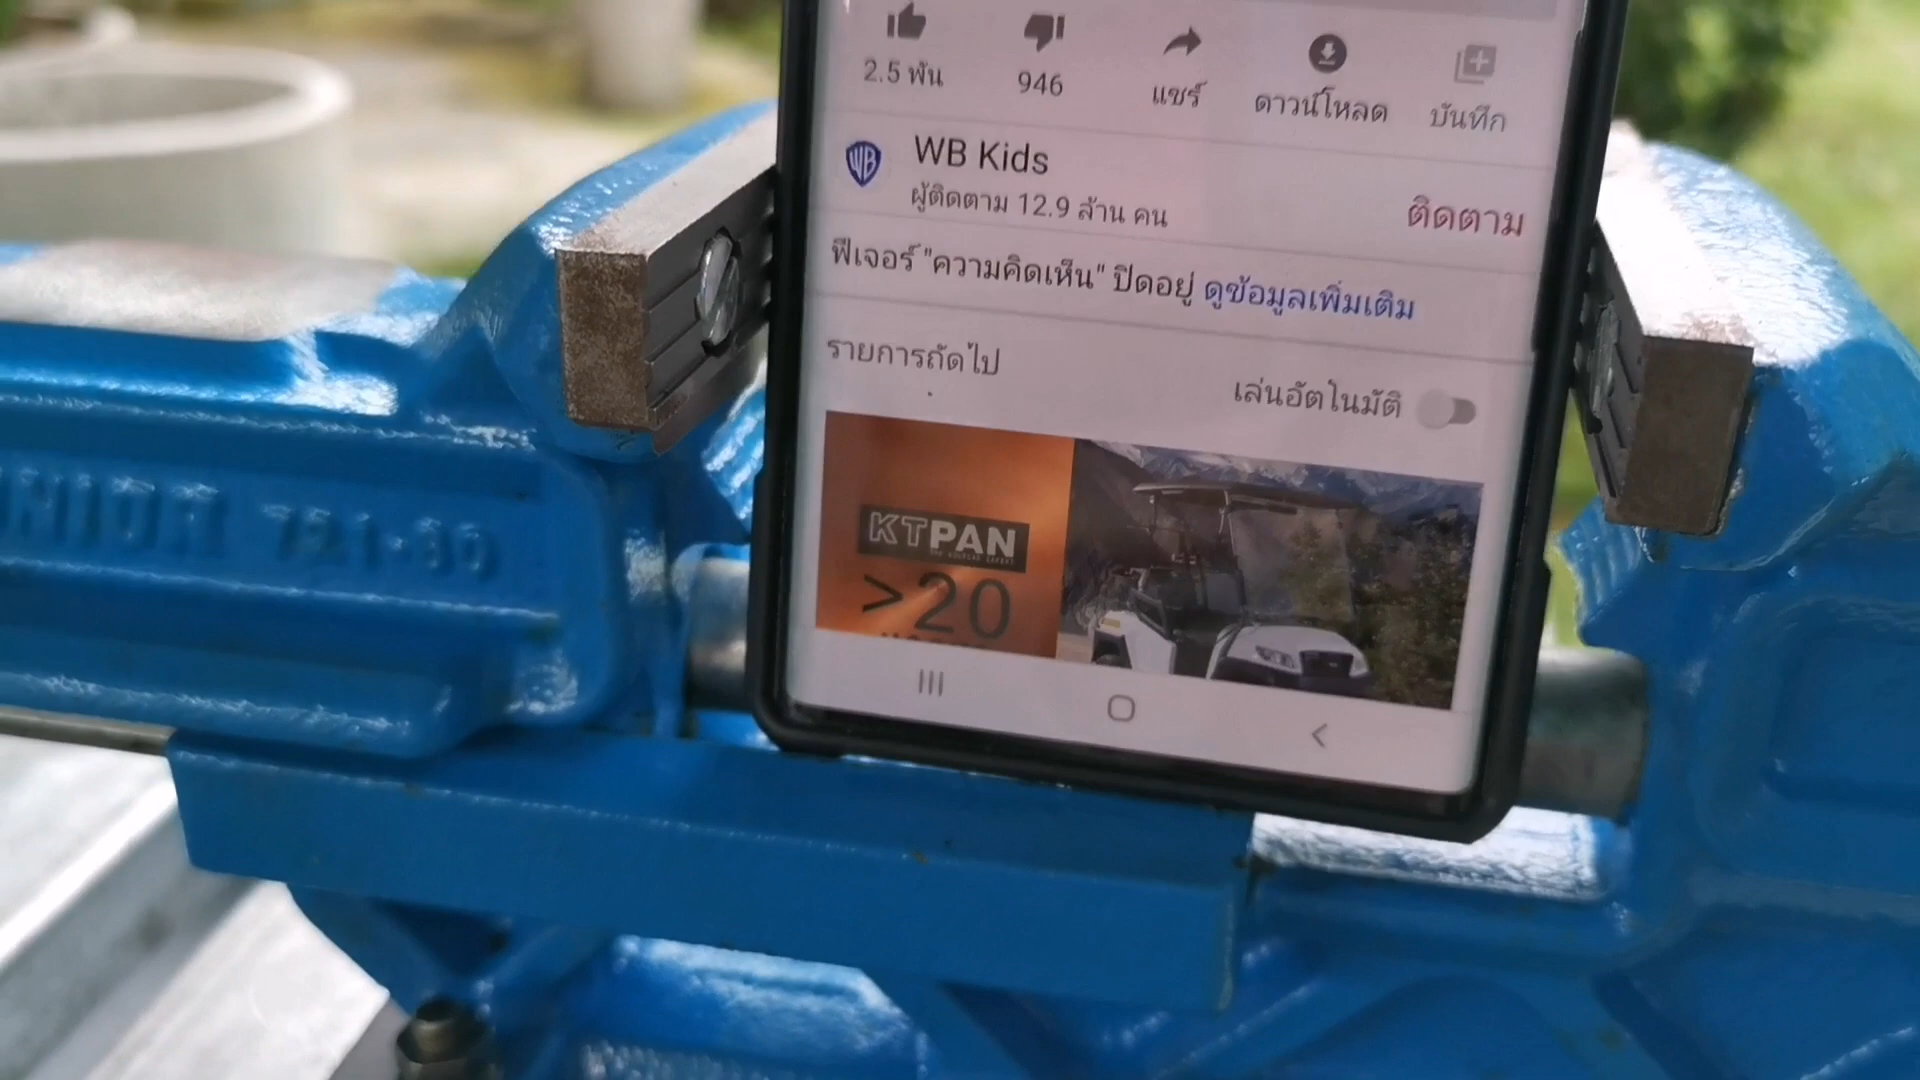 2.5 พัน
946
แชร์
ดาวน์โหลด
บันทึก
WB
WB Kids
ผู้ติดตาม 12.9 ล้าน คน
ติดตาม
ฟีเจอร์ "ความคิดเห็น" ปิดอยู่ ดูข้อมูลเพิ่มเติม
รายการถัดไป
เล่นอัตโนมัติ
KTPAN
>20
NIOR 721-80